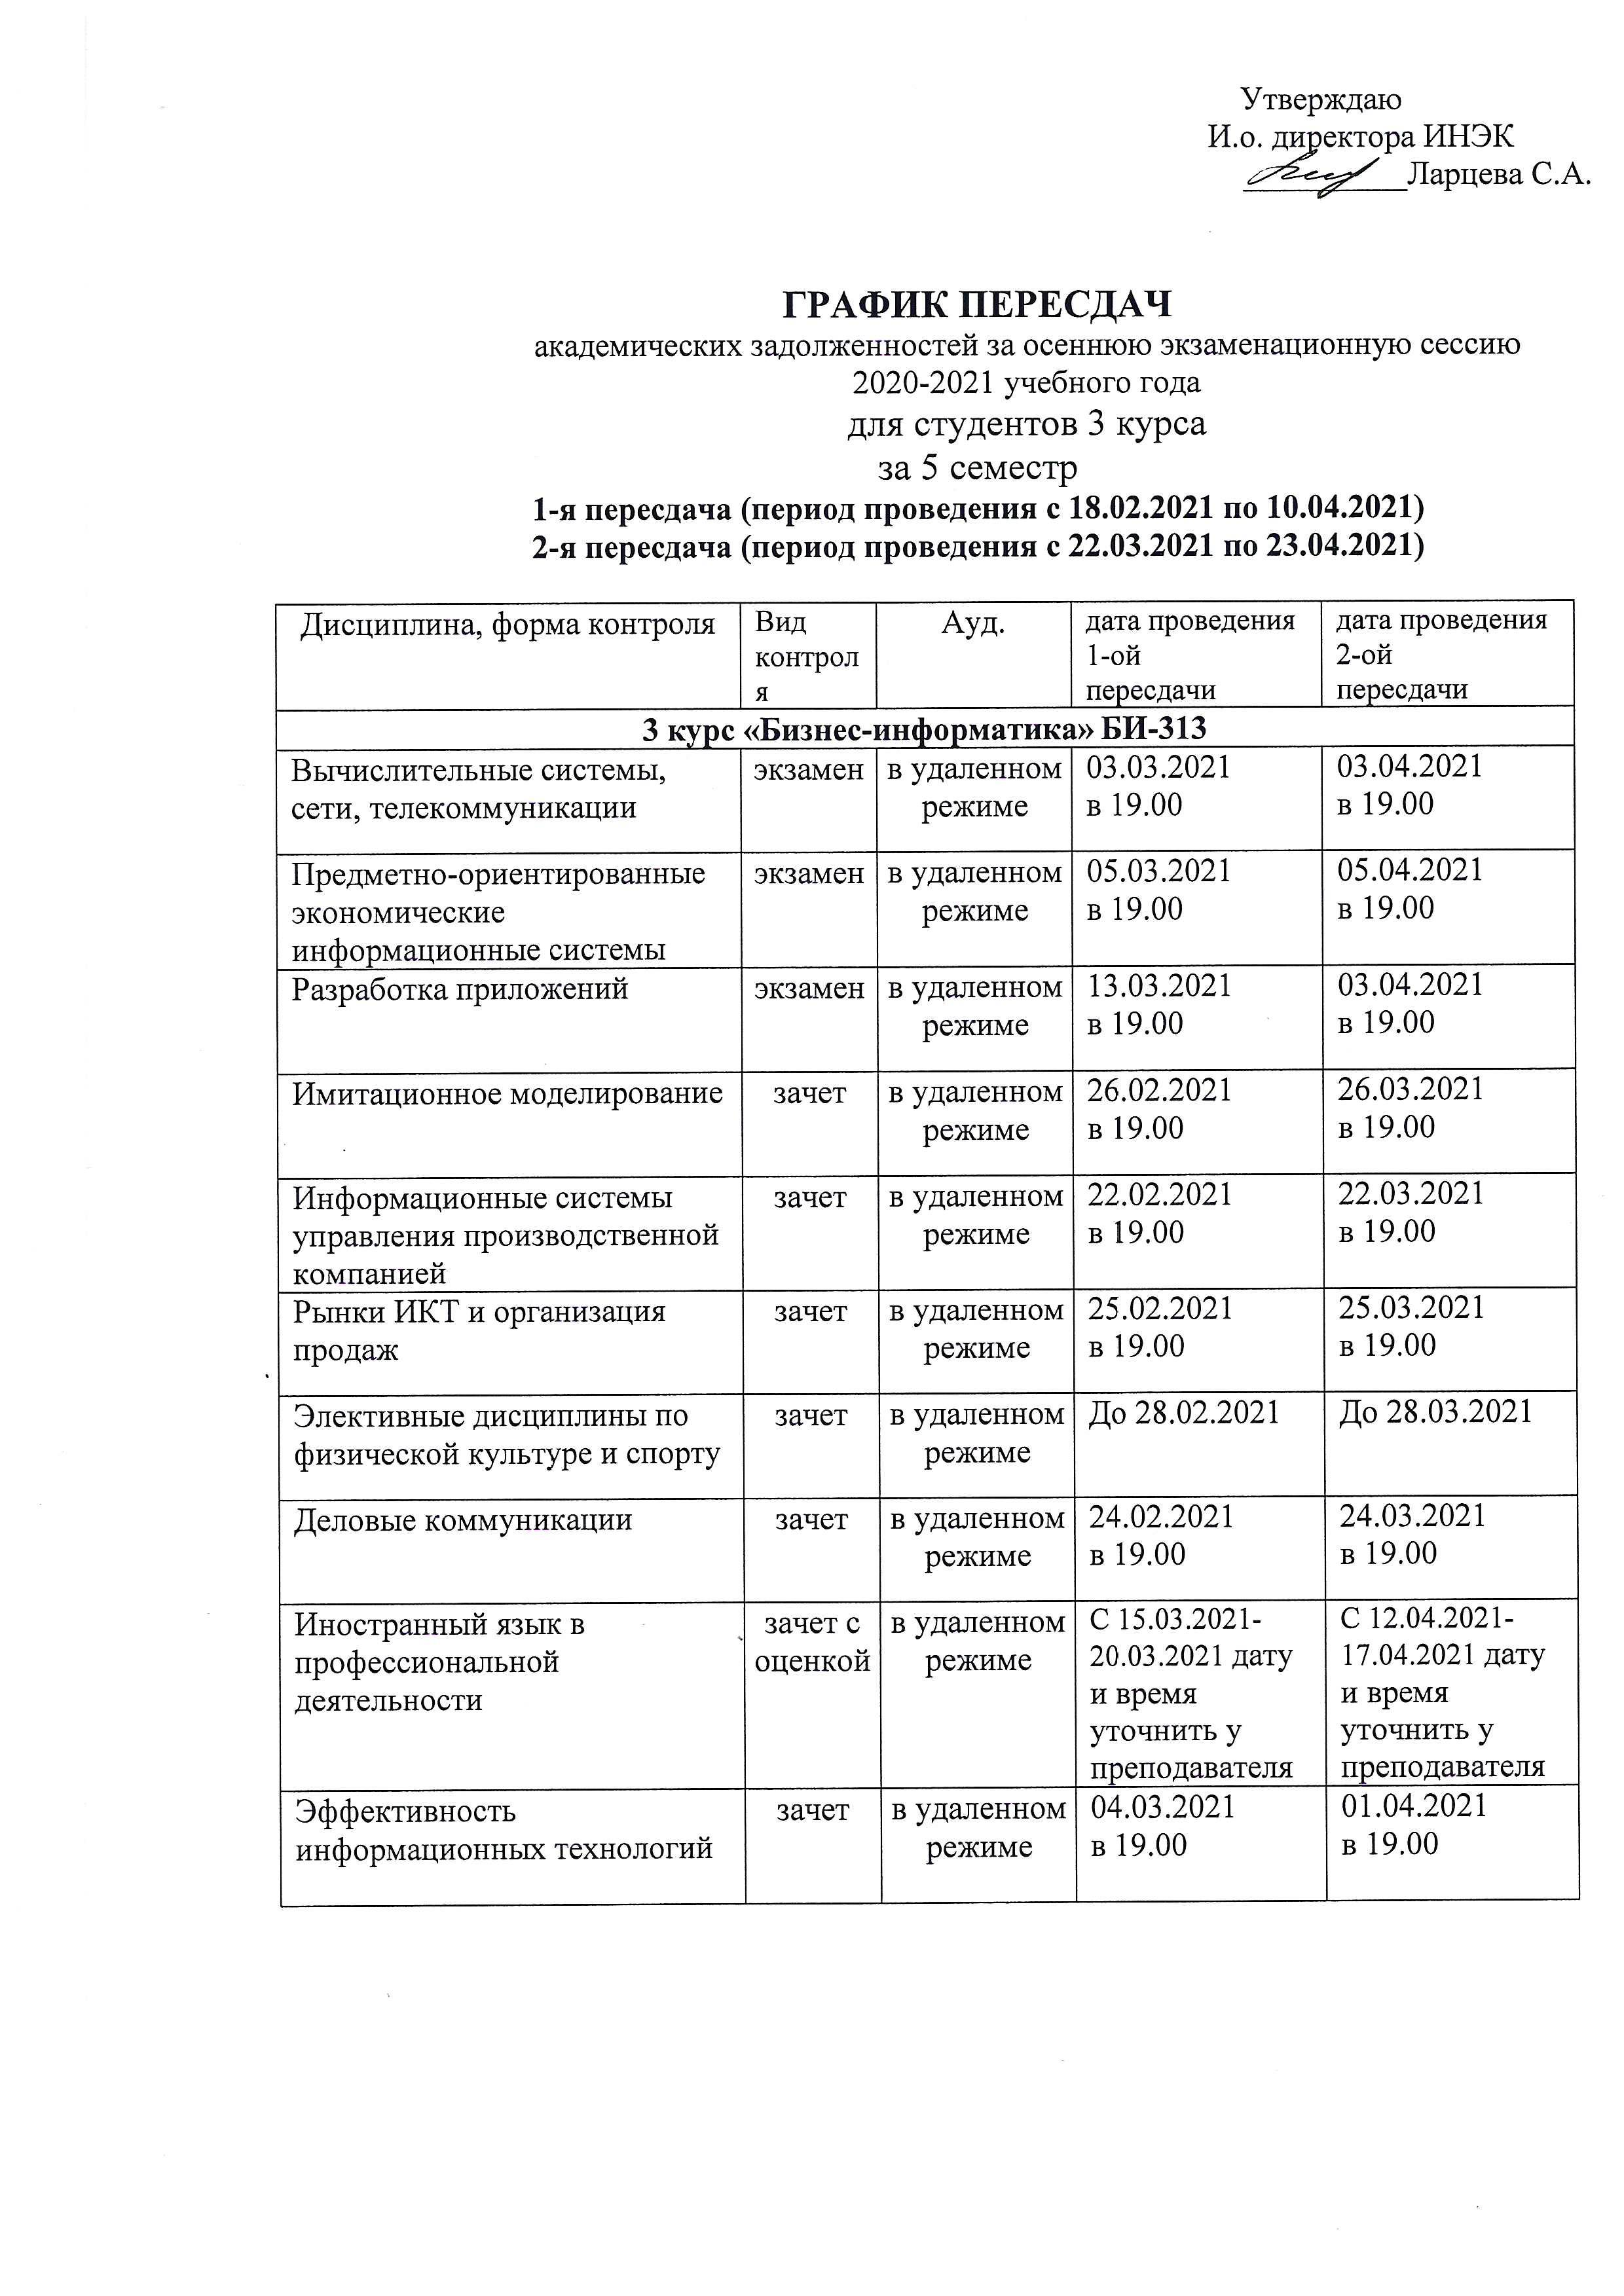 Утверждаю
И.о. директора ИНЭК
Ларцева С.А.
ГРАФИК ПЕРЕСДАЧ
академических задолженностей за осеннюю экзаменационную сессию
2020-2021 учебного года
для студентов 3 курса
за 5 семестр
1-я пересдача (период проведения с 18.02.2021 по 10.04.2021)
2-я пересдача (период проведения с 22.03.2021 по 23.04.2021)
Дисциплина, форма контроля
Вид
контрол
я
Ауд.
дата проведения
1-ой
пересдачи
дата проведения
2-ой
пересдачи
3 курс «Бизнес-информатика» БИ-313
Вычислительные системы,
сети, телекоммуникации
экзамен
в удаленном
режиме
03.03.2021
в 19.00
03.04.2021
в 19.00
Предметно-ориентированные
экономические
информационные системы
экзамен
в удаленном
режиме
05.03.2021
в 19.00
05.04.2021
в 19.00
Разработка приложений
экзамен
в удаленном
режиме
13.03.2021
в 19.00
03.04.2021
в 19.00
Имитационное моделирование
зачет
в удаленном
режиме
26.02.2021
в 19.00
26.03.2021
в 19.00
Информационные системы
управления производственной
компанией
зачет
в удаленном
режиме
22.02.2021
в 19.00
22.03.2021
в 19.00
Рынки ИКТ и организация
продаж
зачет
в удаленном
режиме
25.02.2021
в 19.00
25.03.2021
в 19.00
Элективные дисциплины по
физической культуре и спорту
зачет
в удаленном
режиме
До 28.02.2021
До 28.03.2021
Деловые коммуникации
зачет
в удаленном
режиме
24.02.2021
в 19.00
24.03.2021
в 19.00
Иностранный язык в
профессиональной
деятельности
зачет с
оценкой
в удаленном
режиме
С 15.03.2021-
20.03.2021 дату
и время
уточнить у
преподавателя
С 12.04.2021-
17.04.2021 дату
и время
уточнить у
преподавателя
Эффективность
информационных технологий
зачет
в удаленном
режиме
04.03.2021
в 19.00
01.04.2021
в 19.00